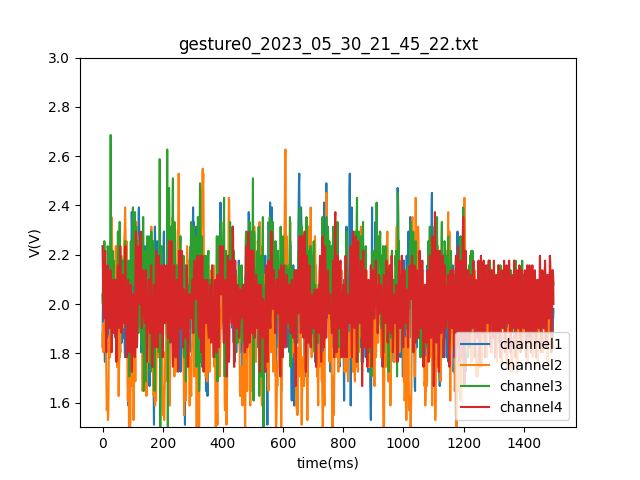 gesture0_2023_05_30_21_45_22.txt
V(V)
3.0
2.8
2.6
2.4
2.2
2.0
1.8
1.6
channel1
channel2
channel3
channel4
0 200 400 600 800 1000 1200 1400
time(ms)